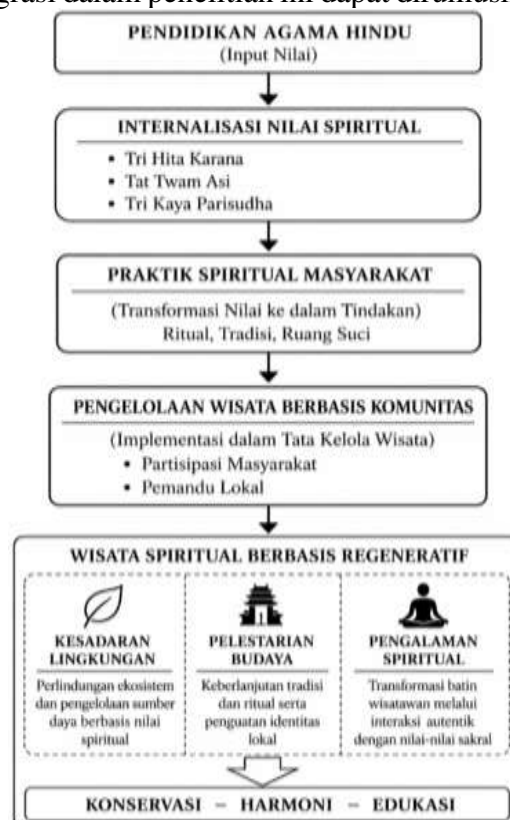 grasi dalam penelitian ini dapat dirumus
PENDIDIKAN AGAMA HINDU
(Input Nilai)
INTERNALISASI NILAI SPIRITUAL
• Tri Hita Karana
• Tat Twam Asi
• Tri Kaya Parisudha
PRAKTIK SPIRITUAL MASYARAKAT
(Transformasi Nilai ke dalam Tindakan)
Ritual, Tradisi, Ruang Suci
PENGELOLAAN WISATA BERBASIS KOMUNITAS
(Implementasi dalam Tata Kelola Wisata)
• Partisipasi Masyarakat
• Pemandu Lokal
WISATA SPIRITUAL BERBASIS REGENERATIF
KESADARAN
LINGKUNGAN
Perlindungan ekosistem
dan pengelolaan sumber
daya berbasis nilai
spiritual
PELESTARIAN
BUDAYA
Keberlanjutan tradisi
dan ritual serta
penguatan identitas
lokal
PENGALAMAN
SPIRITUAL
Transformasi batin
wisatawan melalui
interaksi autentik
dengan nilai-nilai sakral
KONSERVASI – HARMONI – EDUKASI